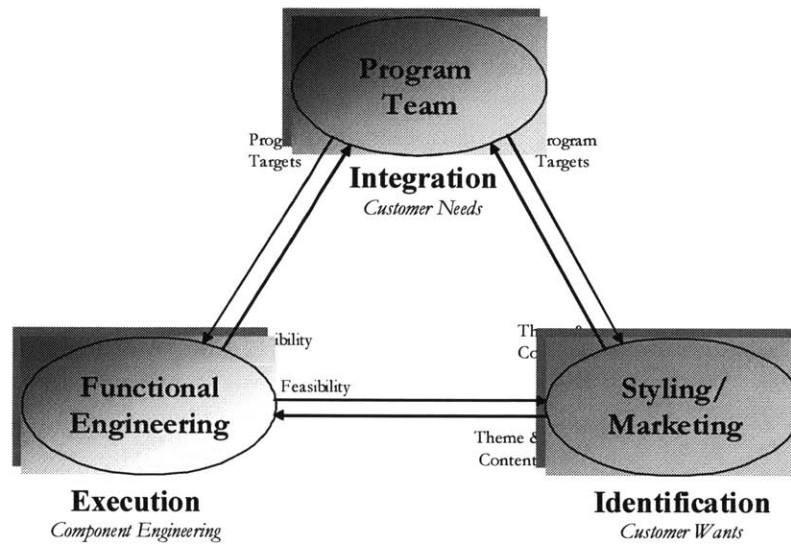 Program
Team
Targets
Targets
Integration
Customer Needs
Functional
Engineering
Feasibility
Styling/
Marketing
Theme &
Content
Execution
Component Engineering
Identification
Customer Wants